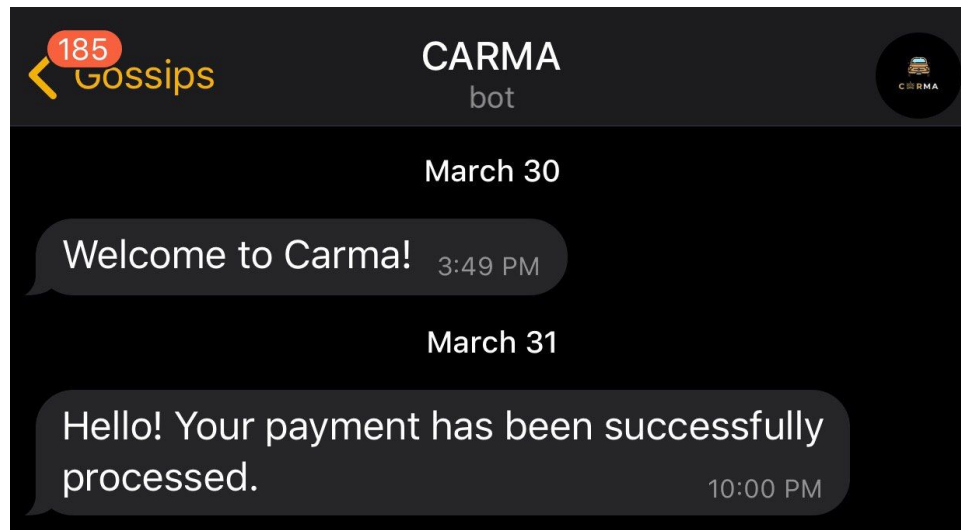 185
Gossips
CARMA
bot
CARMA
March 30
Welcome to Carma! 3:49 PM
March 31
Hello! Your payment has been successfully
processed. 10:00 PM